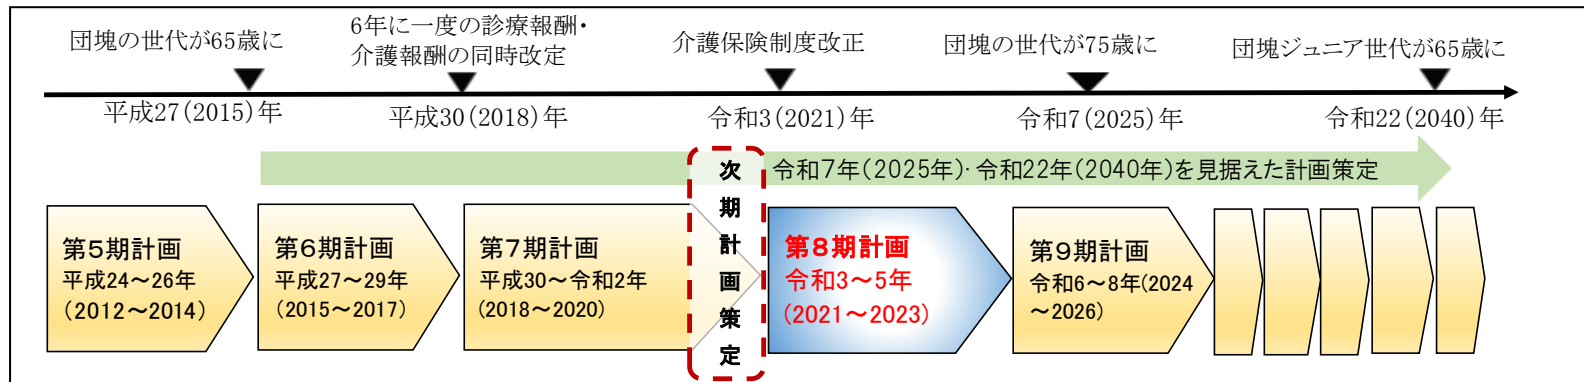 団塊の世代が65歳に
6年に一度の診療報酬・
介護報酬の同時改定
介護保険制度改正
団塊の世代が75歳に
団塊ジュニア世代が65歳に
平成27(2015)年
平成30(2018)年
令和3(2021)年
令和7(2025)年
令和22(2040)年
令和7年(2025年)・令和22年(2040年)を見据えた計画策定
第5期計画
平成24～26年
(2012～2014)
第6期計画
平成27～29年
(2015～2017)
第7期計画
平成30～令和2年
(2018～2020)
次期計画策定
第8期計画
令和3～5年
(2021～2023)
第9期計画
令和6～8年(2024
～2026)